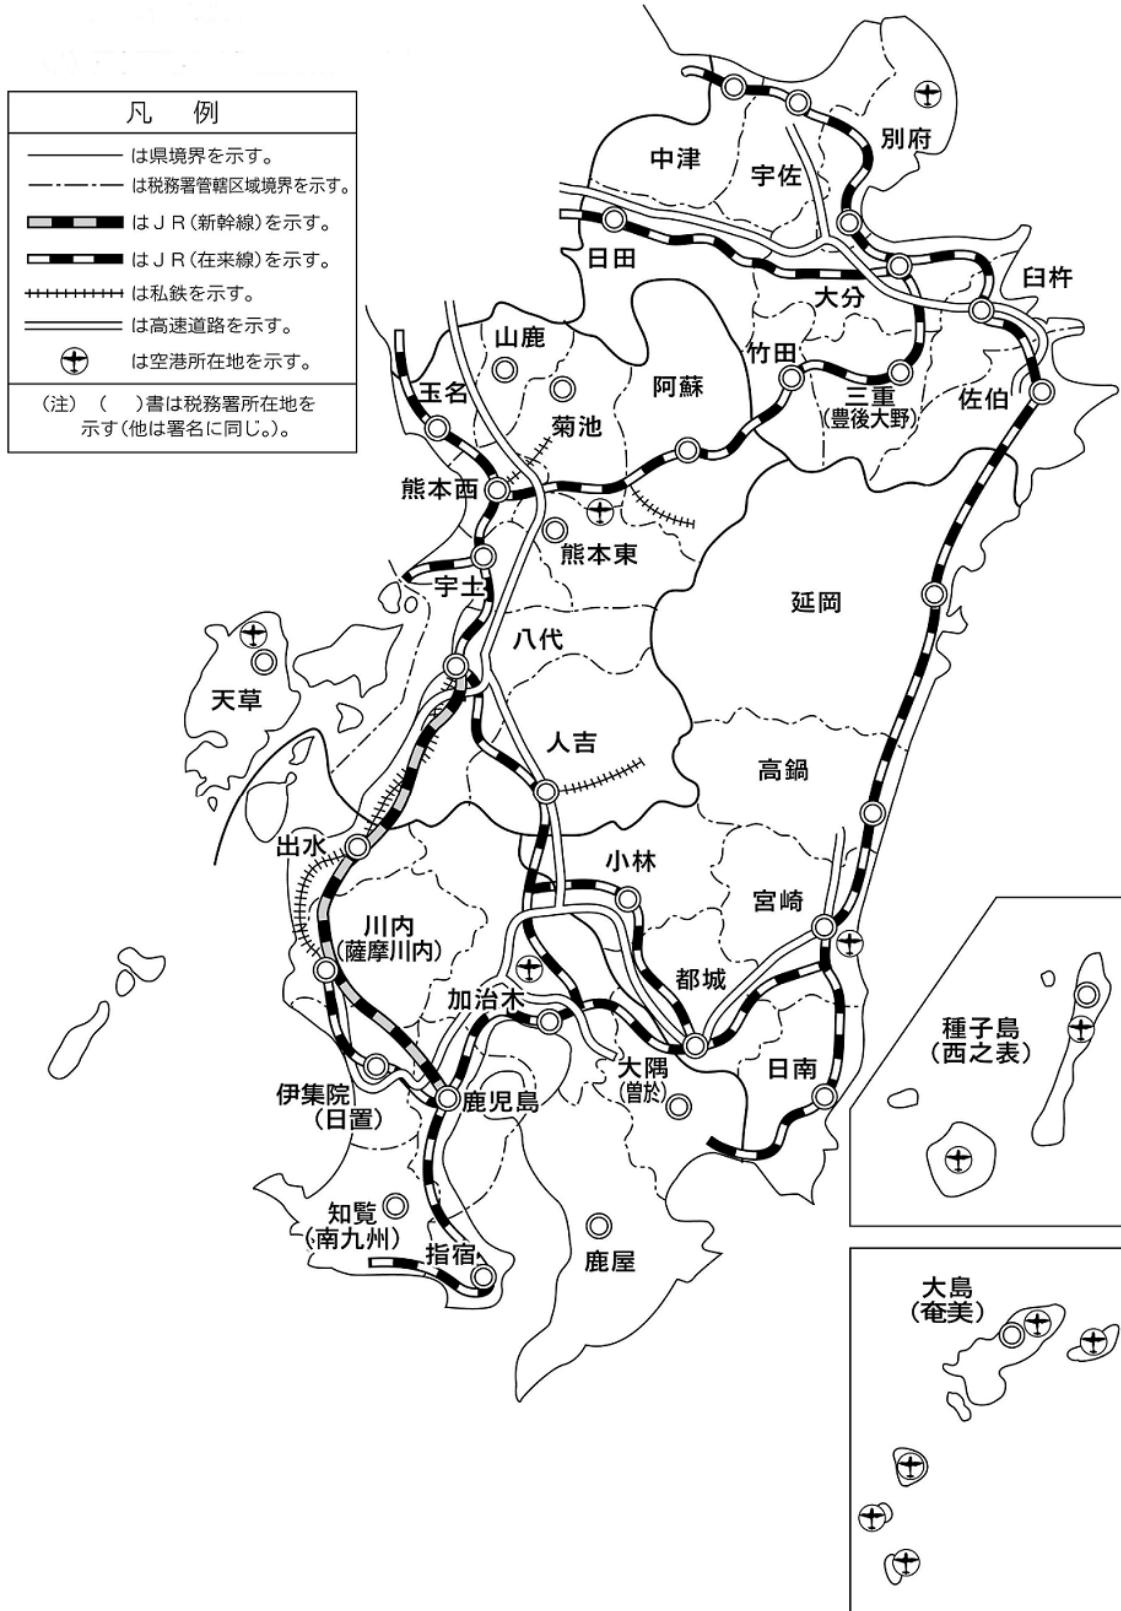 凡　例
は県境界を示す。
は税務署管轄区域境界を示す。
はＪＲ(新幹線)を示す。
はＪＲ(在来線)を示す。
は私鉄を示す。
は高速道路を示す。
は空港所在地を示す。
(注)　(　)書は税務署所在地を
示す(他は署名に同じ。)。
別府
中津
宇佐
日田
大分
臼杵
山鹿
竹田
玉名
阿蘇
三重
(豊後大野)
佐伯
菊池
熊本西
熊本東
宇土
延岡
八代
天草
人吉
高鍋
出水
小林
宮崎
川内
(薩摩川内)
都城
加治木
種子島
(西之表)
大隅
(曽於)
日南
伊集院
(日置)
鹿児島
知覧
(南九州)
指宿
鹿屋
大島
(奄美)